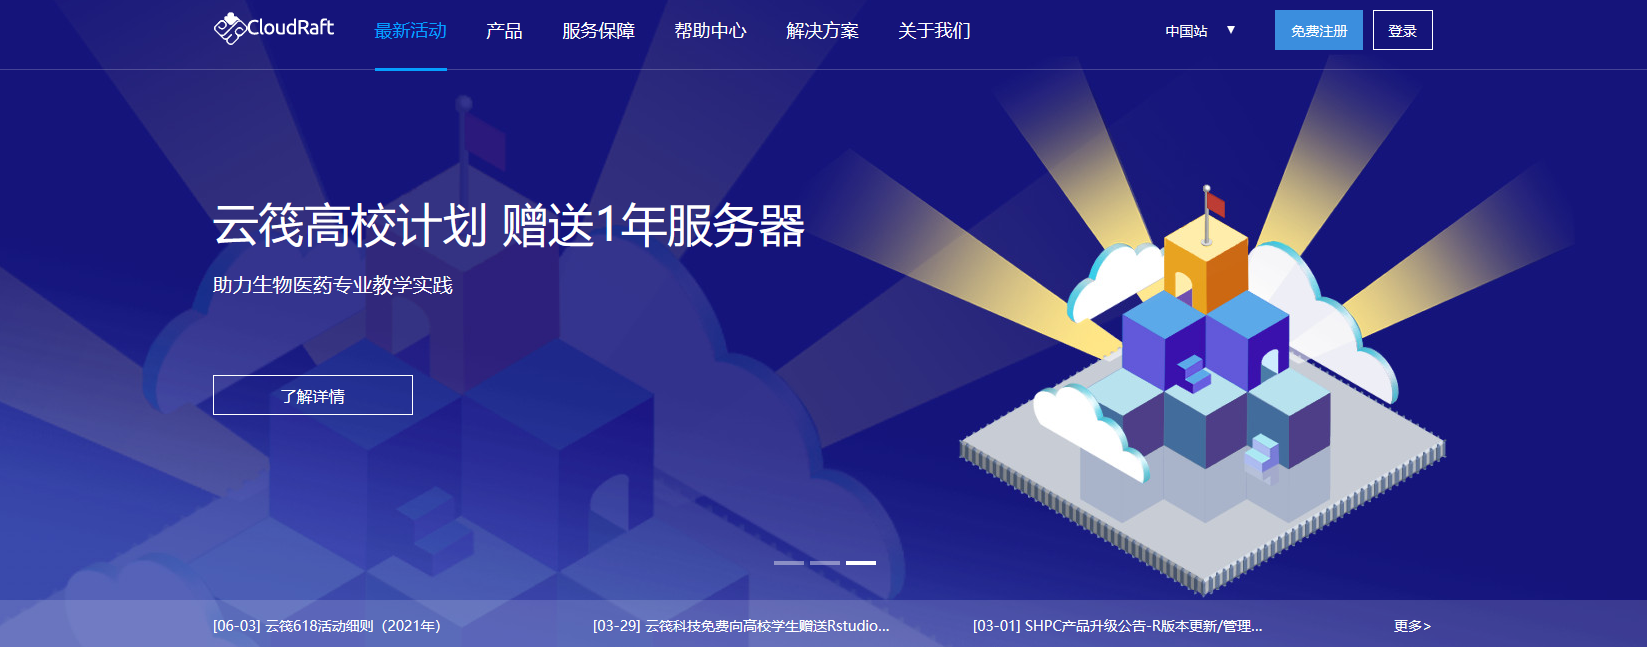 CloudRaft
最新活动
产品
服务保障
帮助中心
解决方案
关于我们
中国站 ▼
免费注册
登录
云筏高校计划 赠送1年服务器
助力生物医药专业教学实践
了解详情
[06-03] 云筏618活动细则（2021年）
[03-29] 云筏科技免费向高校学生赠送Rstudio...
[03-01] SHPC产品升级公告-R版本更新/管理...
更多>